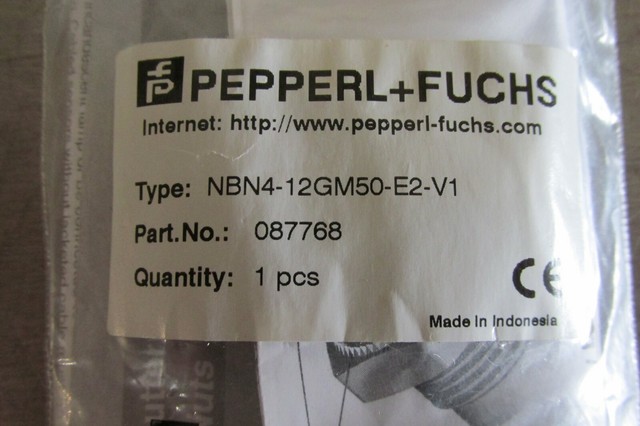 PEPPERL+FUCHS
Internet: http://www.pepperl-fuchs.com
Type: NBN4-12GM50-E2-V1
Part.No.: 087768
Quantity: 1 pcs
CE
Made in Indonesia